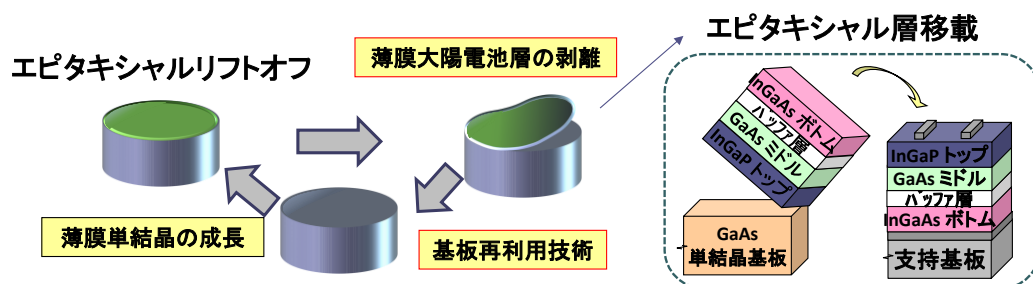 エピタキシャルリフトオフ
薄膜太陽電池層の剥離
薄膜単結晶の成長
基板再利用技術
エピタキシャル層移載
InGaAs ボトム
バッファ層
GaAs ミドル
InGaP トップ
GaAs
単結晶基板
InGaP トップ
GaAs ミドル
バッファ層
InGaAs ボトム
支持基板